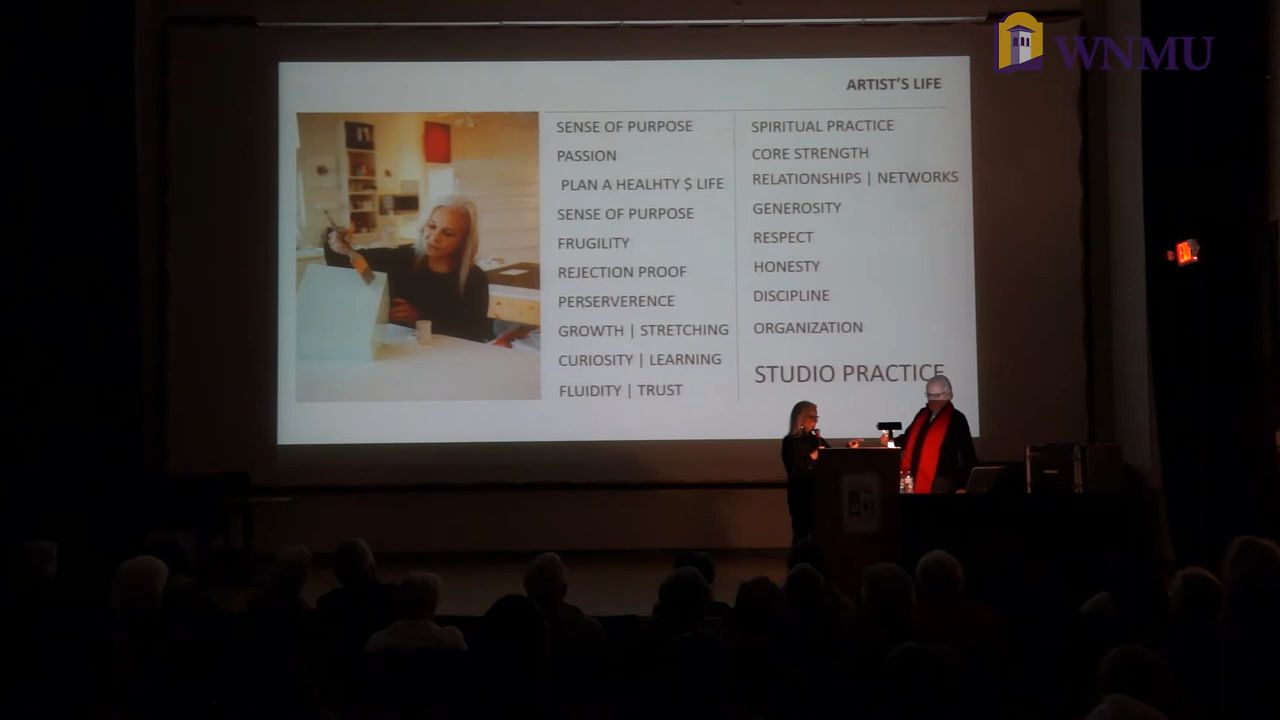 WNMU
ARTIST'S LIFE
SENSE OF PURPOSE
PASSION
PLAN A HEALHTY $ LIFE
SENSE OF PURPOSE
FRUGILITY
REJECTION PROOF
PERSERVERENCE
GROWTH | STRETCHING
CURIOSITY | LEARNING
FLUIDITY | TRUST
SPIRITUAL PRACTICE
CORE STRENGTH
RELATIONSHIPS | NETWORKS
GENEROSITY
RESPECT
HONESTY
DISCIPLINE
ORGANIZATION
STUDIO PRACTICE